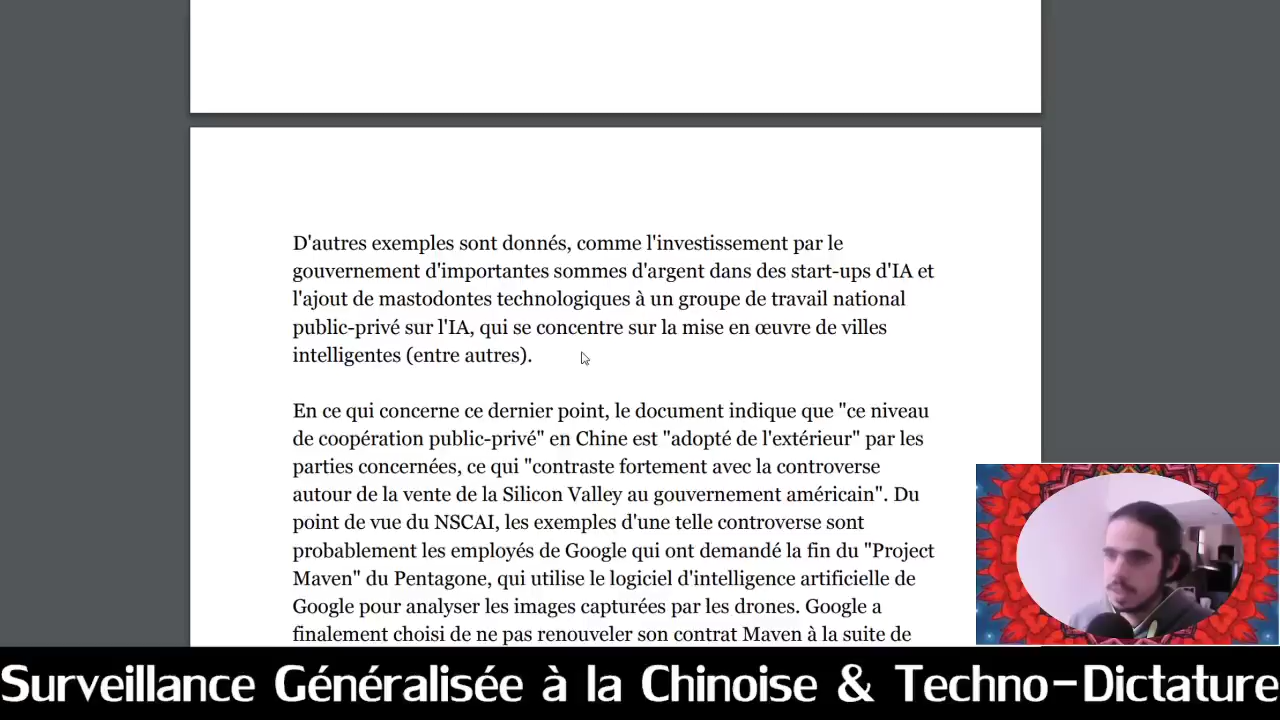 D'autres exemples sont donnés, comme l'investissement par le
gouvernement d'importantes sommes d'argent dans des start-ups d'IA et
l'ajout de mastodontes technologiques à un groupe de travail national
public-privé sur l'IA, qui se concentre sur la mise en œuvre de villes
intelligentes (entre autres).
En ce qui concerne ce dernier point, le document indique que "ce niveau
de coopération public-privé" en Chine est "adopté de l'extérieur" par les
parties concernées, ce qui "contraste fortement avec la controverse
autour de la vente de la Silicon Valley au gouvernement américain". Du
point de vue du NSCAI, les exemples d'une telle controverse sont
probablement les employés de Google qui ont demandé la fin du "Project
Maven" du Pentagone, qui utilise le logiciel d'intelligence artificielle de
Google pour analyser les images capturées par les drones. Google a
finalement choisi de ne pas renouveler son contrat Maven à la suite de
Surveillance Généralisée à la Chinoise & Techno-Dictature